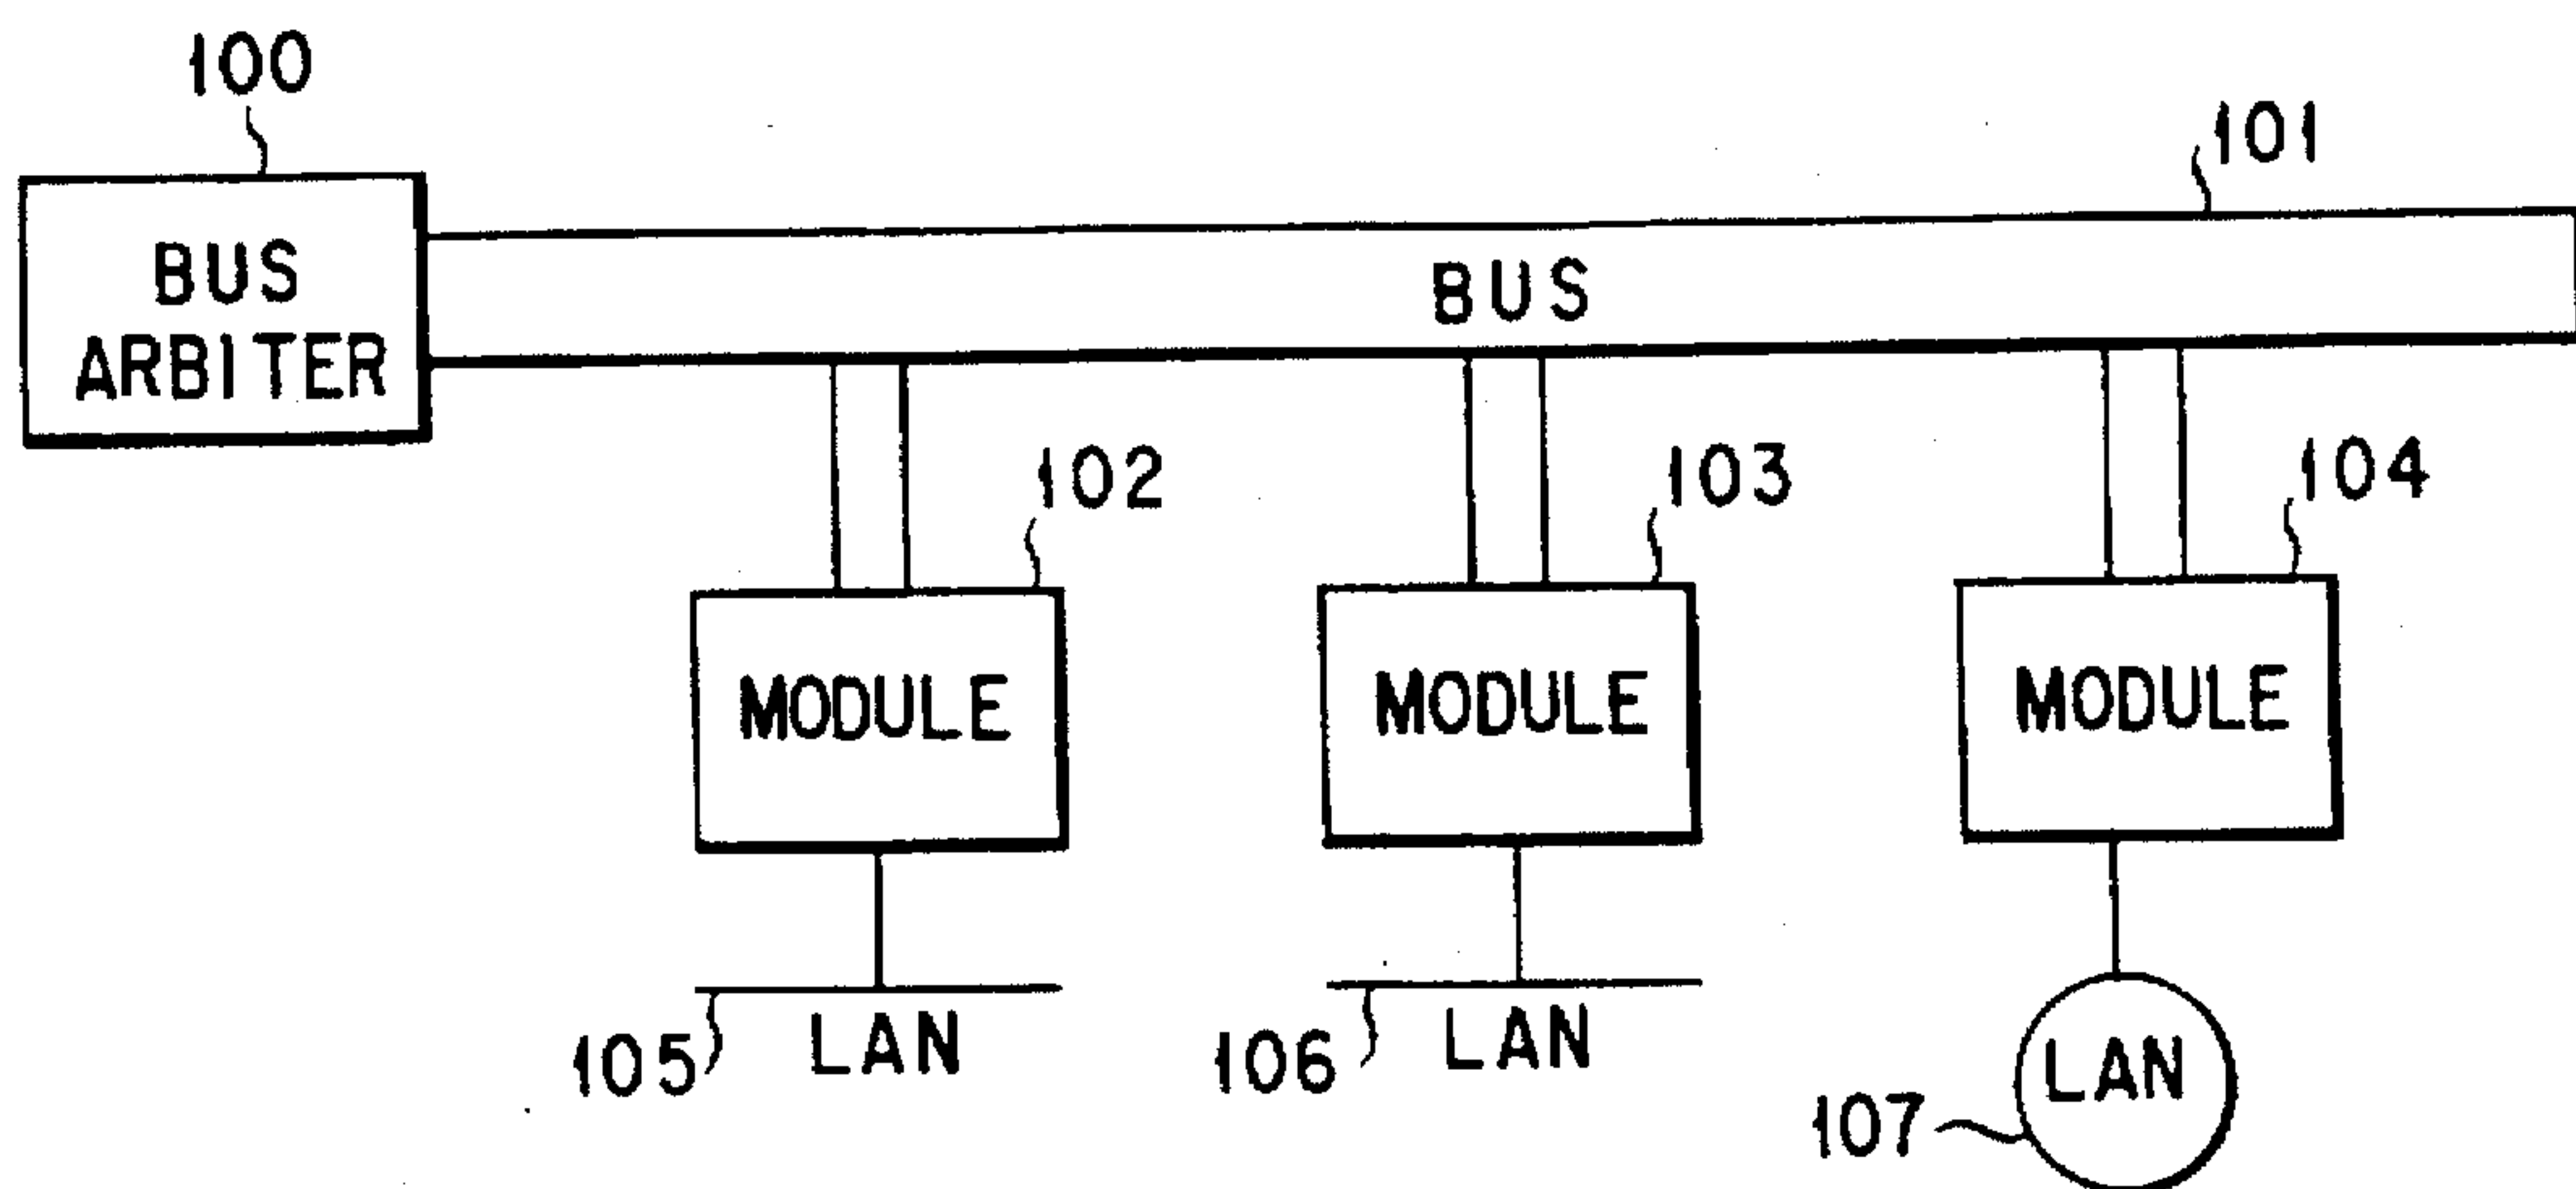 100
101
BUS
ARBITER
BUS
102
103
104
MODULE
MODULE
MODULE
105
LAN
106
LAN
107
LAN